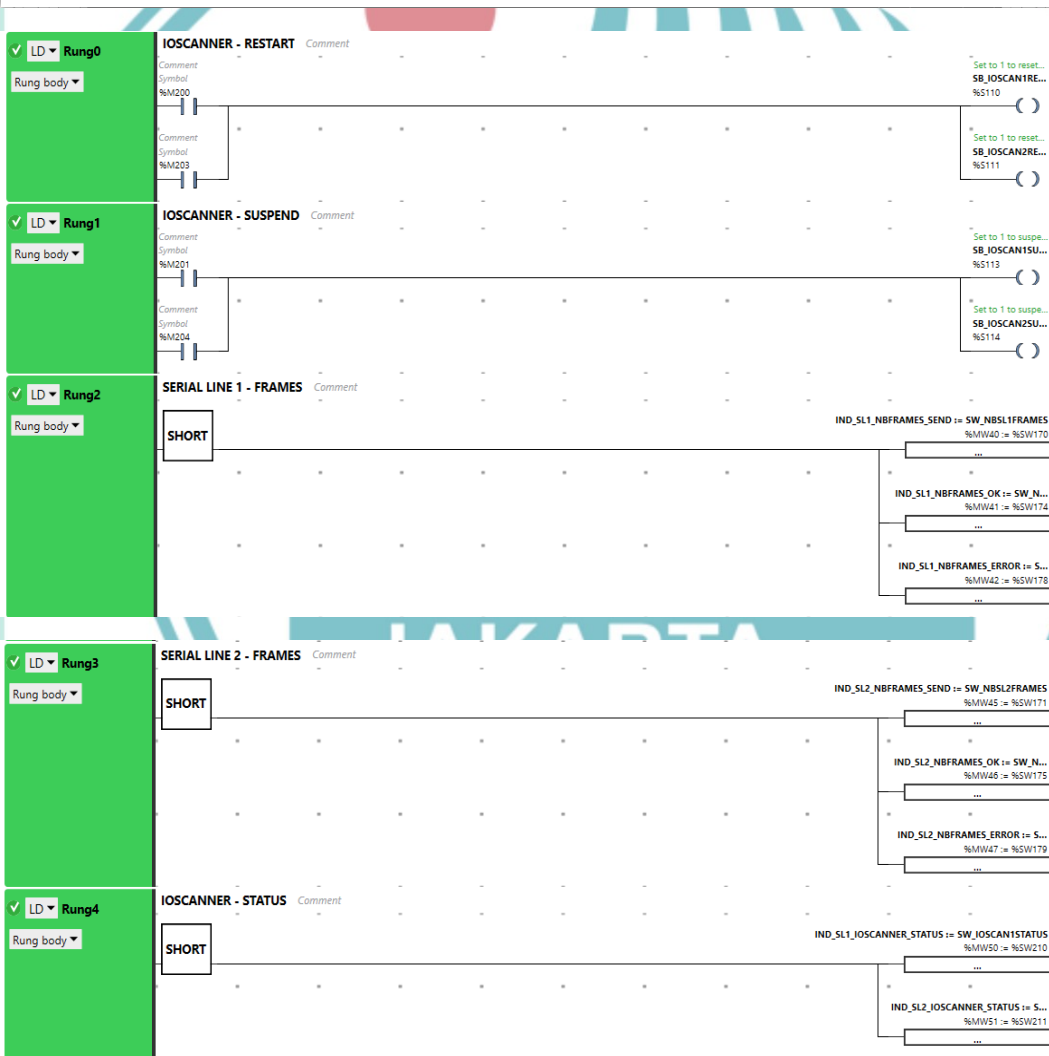 LD Rung0
IOSCANNER - RESTART Comment
Rung body
Comment
Symbol
%M200
Set to 1 to reset...
SB_IOSCAN1RE...
%S110
Comment
Symbol
%M203
Set to 1 to reset...
SB_IOSCAN2RE...
%S111
LD Rung1
IOSCANNER - SUSPEND Comment
Rung body
Comment
Symbol
%M201
Set to 1 to suspe...
SB_IOSCAN1SU...
%S113
Comment
Symbol
%M204
Set to 1 to suspe...
SB_IOSCAN2SU...
%S114
LD Rung2
SERIAL LINE 1 - FRAMES Comment
Rung body
SHORT
IND_SL1_NBFRAMES_SEND := SW_NBSL1FRAMES
%MW40 := %SW170
...
IND_SL1_NBFRAMES_OK := SW_N...
%MW41 := %SW174
...
IND_SL1_NBFRAMES_ERROR := S...
%MW42 := %SW178
...
JAKARTA
LD Rung3
SERIAL LINE 2 - FRAMES Comment
Rung body
SHORT
IND_SL2_NBFRAMES_SEND := SW_NBSL2FRAMES
%MW45 := %SW171
...
IND_SL2_NBFRAMES_OK := SW_N...
%MW46 := %SW175
...
IND_SL2_NBFRAMES_ERROR := S...
%MW47 := %SW179
...
LD Rung4
IOSCANNER - STATUS Comment
Rung body
SHORT
IND_SL1_IOSCANNER_STATUS := SW_IOSCAN1STATUS
%MW50 := %SW210
...
IND_SL2_IOSCANNER_STATUS := S...
%MW51 := %SW211
...